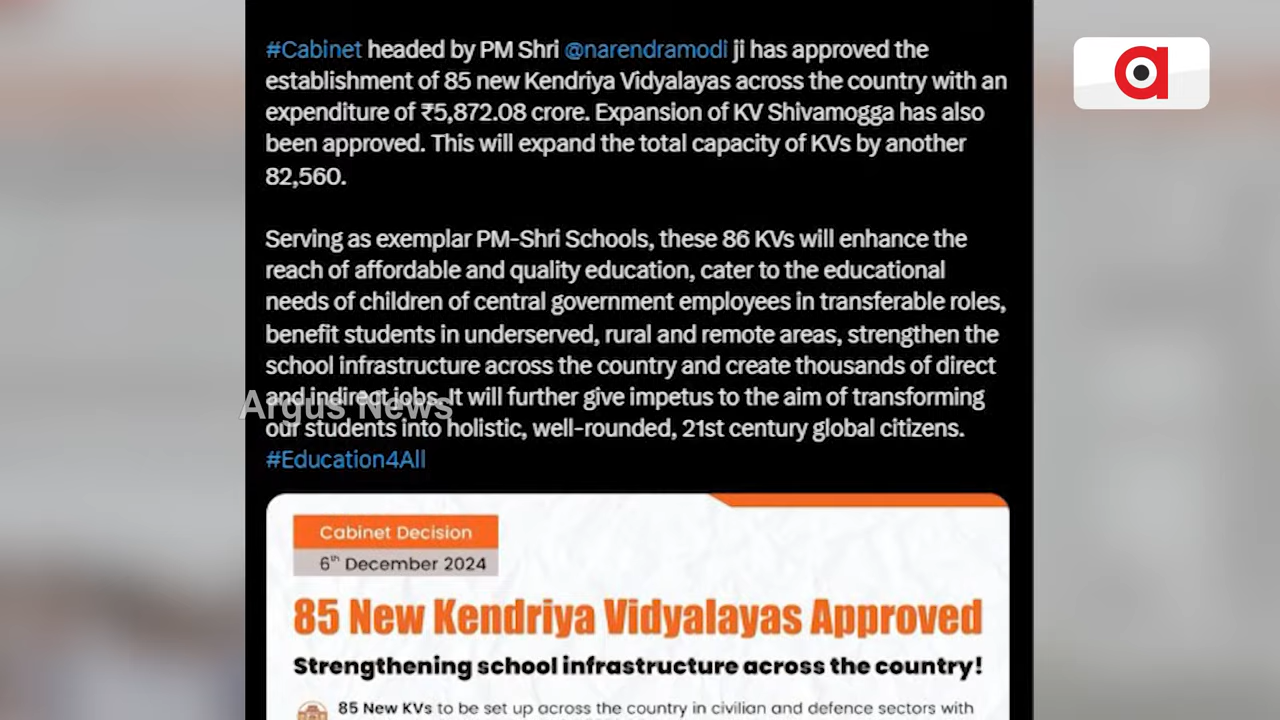 #Cabinet headed by PM Shri @narendramodi ji has approved the
establishment of 85 new Kendriya Vidyalayas across the country with an
expenditure of ₹5,872.08 crore. Expansion of KV Shivamogga has also
been approved. This will expand the total capacity of KVs by another
82,560.
Serving as exemplar PM-Shri Schools, these 86 KVs will enhance the
reach of affordable and quality education, cater to the educational
needs of children of central government employees in transferable roles,
benefit students in underserved, rural and remote areas, strengthen the
school infrastructure across the country and create thousands of direct
and indirect jobs. It will further give impetus to the aim of transforming
Argus News
our students into holistic, well-rounded, 21st century global citizens.
#Education4All
Cabinet Decision
6th December 2024
85 New Kendriya Vidyalayas Approved
Strengthening school infrastructure across the country!
85 New KVs to be set up across the country in civilian and defence sectors with